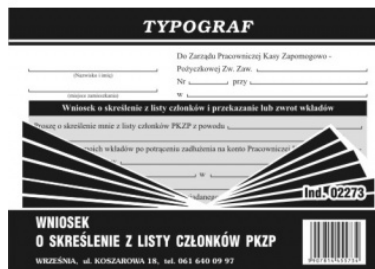 TYPOGRAF
Do Zarządu Pracowniczej Kasy Zapomogowo -
Pożyczkowej Zw. Zaw.
(Nazwisko i imię)
Nr przy
(miejsce zamieszkania)
w
Wniosek o skreślenie z listy członków i przekazanie lub zwrot wkładów
Proszę o skreślenie mnie z listy członków PKZP z powodu
oich wkładów po potrąceniu zadłużenia na konto Pracowniczej
w
Ind. 02273
WNIOSEK
O SKREŚLENIE Z LISTY CZŁONKÓW PKZP
WRZEŚNIA, ul. KOSZAROWA 18, tel. 061 640 09 97